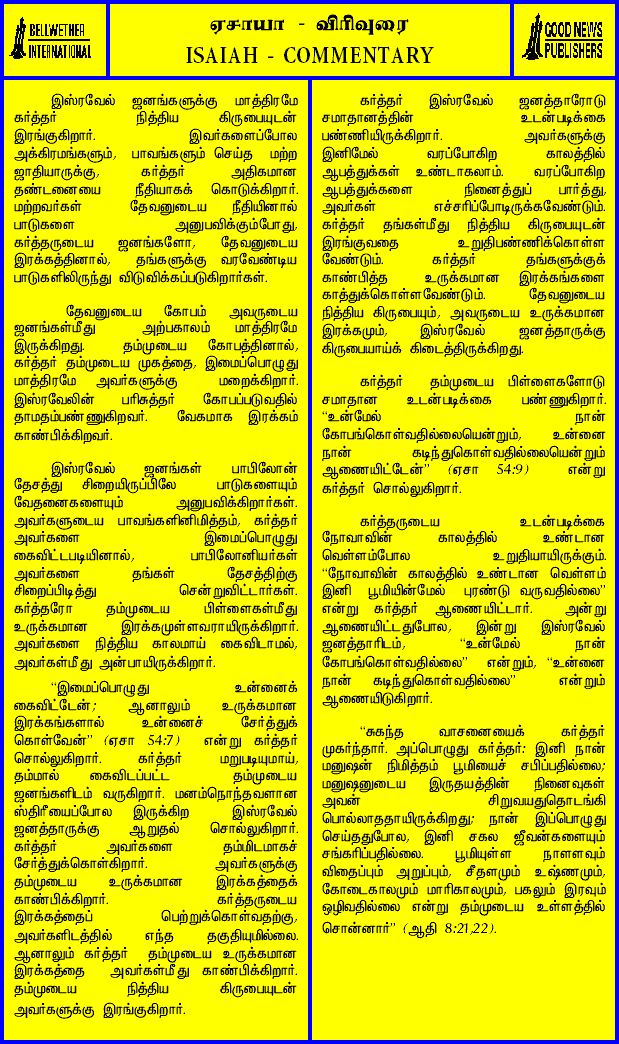 BELLWETHER
INTERNATIONAL
ஏசாயா - விரிவுரை
ISAIAH - COMMENTARY
GOOD NEWS
PUBLISHERS
இஸ்ரவேல் ஜனங்களுக்கு மாத்திரமே
கர்த்தர் நித்திய கிருபையுடன்
இரங்குகிறார். இவர்களைப்போல
அக்கிரமங்களும், பாவங்களும் செய்த மற்ற
ஜாதியாருக்கு, கர்த்தர் அதிகமான
தண்டனையை நீதியாகக் கொடுக்கிறார்.
மற்றவர்கள் தேவனுடைய நீதியினால்
பாடுகளை அனுபவிக்கும்போது,
கர்த்தருடைய ஜனங்களோ, தேவனுடைய
இரக்கத்தினால், தங்களுக்கு வரவேண்டிய
பாடுகளிலிருந்து விடுவிக்கப்படுகிறார்கள்.
தேவனுடைய கோபம் அவருடைய
ஜனங்கள்மீது அற்பகாலம் மாத்திரமே
இருக்கிறது. தம்முடைய கோபத்தினால்,
கர்த்தர் தம்முடைய முகத்தை, இமைப்பொழுது
மாத்திரமே அவர்களுக்கு மறைக்கிறார்.
இஸ்ரவேலின் பரிசுத்தர் கோபப்படுவதில்
தாமதம்பண்ணுகிறவர். வேகமாக இரக்கம்
காண்பிக்கிறவர்.
இஸ்ரவேல் ஜனங்கள் பாபிலோன்
தேசத்து சிறையிருப்பிலே பாடுகளையும்
வேதனைகளையும் அனுபவிக்கிறார்கள்.
அவர்களுடைய பாவங்களினிமித்தம், கர்த்தர்
அவர்களை இமைப்பொழுது
கைவிட்டபடியினால், பாபிலோனியர்கள்
அவர்களை தங்கள் தேசத்திற்கு
சிறைப்பிடித்து சென்றுவிட்டார்கள்.
கர்த்தரோ தம்முடைய பிள்ளைகள்மீது
உருக்கமான இரக்கமுள்ளவராயிருக்கிறார்.
அவர்களை நித்திய காலமாய் கைவிடாமல்,
அவர்கள்மீது அன்பாயிருக்கிறார்.
“இமைப்பொழுது உன்னைக்
கைவிட்டேன்; ஆனாலும் உருக்கமான
இரக்கங்களால் உன்னைச் சேர்த்துக்
கொள்வேன்” (ஏசா 54:7) என்று கர்த்தர்
சொல்லுகிறார். கர்த்தர் மறுபடியுமாய்,
தம்மால் கைவிடப்பட்ட தம்முடைய
ஜனங்களிடம் வருகிறார். மனம்நொந்தவளான
ஸ்திரீயைப்போல இருக்கிற இஸ்ரவேல்
ஜனத்தாருக்கு ஆறுதல் சொல்லுகிறார்.
கர்த்தர் அவர்களை தம்மிடமாகச்
சேர்த்துக்கொள்கிறார். அவர்களுக்கு
தம்முடைய உருக்கமான இரக்கத்தைக்
காண்பிக்கிறார். கர்த்தருடைய
இரக்கத்தைப் பெற்றுக்கொள்வதற்கு,
அவர்களிடத்தில் எந்த தகுதியுமில்லை.
ஆனாலும் கர்த்தர் தம்முடைய உருக்கமான
இரக்கத்தை அவர்கள்மீது காண்பிக்கிறார்.
தம்முடைய நித்திய கிருபையுடன்
அவர்களுக்கு இரங்குகிறார்.
கர்த்தர் இஸ்ரவேல் ஜனத்தாரோடு
சமாதானத்தின் உடன்படிக்கை
பண்ணியிருக்கிறார். அவர்களுக்கு
இனிமேல் வரப்போகிற காலத்தில்
ஆபத்துக்கள் உண்டாகலாம். வரப்போகிற
ஆபத்துக்களை நினைத்துப் பார்த்து,
அவர்கள் எச்சரிப்போடிருக்கவேண்டும்.
கர்த்தர் தங்கள்மீது நித்திய கிருபையுடன்
இரங்குவதை உறுதிபண்ணிக்கொள்ள
வேண்டும். கர்த்தர் தங்களுக்குக்
காண்பித்த உருக்கமான இரக்கங்களை
காத்துக்கொள்ளவேண்டும். தேவனுடைய
நித்திய கிருபையும், அவருடைய உருக்கமான
இரக்கமும், இஸ்ரவேல் ஜனத்தாருக்கு
கிருபையாய்க் கிடைத்திருக்கிறது.
கர்த்தர் தம்முடைய பிள்ளைகளோடு
சமாதான உடன்படிக்கை பண்ணுகிறார்.
“உன்மேல் நான்
கோபங்கொள்வதில்லையென்றும், உன்னை
நான் கடிந்துகொள்வதில்லையென்றும்
ஆணையிட்டேன்” (ஏசா 54:9) என்று
கர்த்தர் சொல்லுகிறார்.
கர்த்தருடைய உடன்படிக்கை
நோவாவின் காலத்தில் உண்டான
வெள்ளம்போல உறுதியாயிருக்கும்.
“நோவாவின் காலத்தில் உண்டான வெள்ளம்
இனி பூமியின்மேல் புரண்டு வருவதில்லை”
என்று கர்த்தர் ஆணையிட்டார். அன்று
ஆணையிட்டதுபோல, இன்று இஸ்ரவேல்
ஜனத்தாரிடம், “உன்மேல் நான்
கோபங்கொள்வதில்லை” என்றும், “உன்னை
நான் கடிந்துகொள்வதில்லை” என்றும்
ஆணையிடுகிறார்.
“சுகந்த வாசனையைக் கர்த்தர்
முகர்ந்தார். அப்பொழுது கர்த்தர்: இனி நான்
மனுஷன் நிமித்தம் பூமியைச் சபிப்பதில்லை;
மனுஷனுடைய இருதயத்தின் நினைவுகள்
அவன் சிறுவயதுதொடங்கி
பொல்லாததாயிருக்கிறது; நான் இப்பொழுது
செய்ததுபோல, இனி சகல ஜீவன்களையும்
சங்கரிப்பதில்லை. பூமியுள்ள நாளளவும்
விதைப்பும் அறுப்பும், சீதளமும் உஷ்ணமும்,
கோடைகாலமும் மாரிகாலமும், பகலும் இரவும்
ஒழிவதில்லை என்று தம்முடைய உள்ளத்தில்
சொன்னார்” (ஆதி 8:21,22).